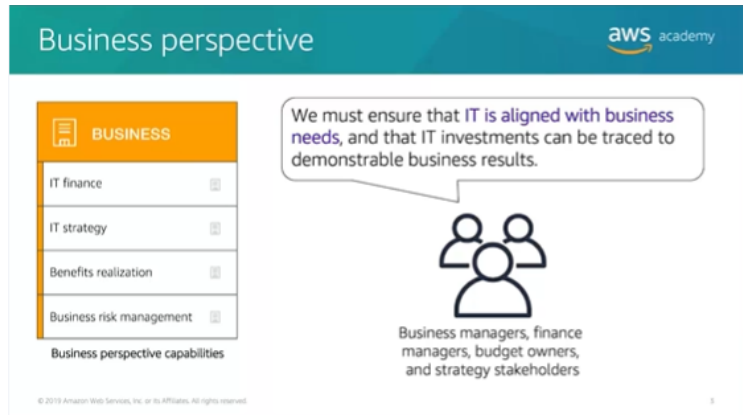 Business perspective
aws academy
BUSINESS
IT finance
IT strategy
Benefits realization
Business risk management
Business perspective capabilities
We must ensure that IT is aligned with business
needs, and that IT investments can be traced to
demonstrable business results.
Business managers, finance
managers, budget owners,
and strategy stakeholders
© 2019 Amazon Web Services, Inc. or its Affiliates. All rights reserved.